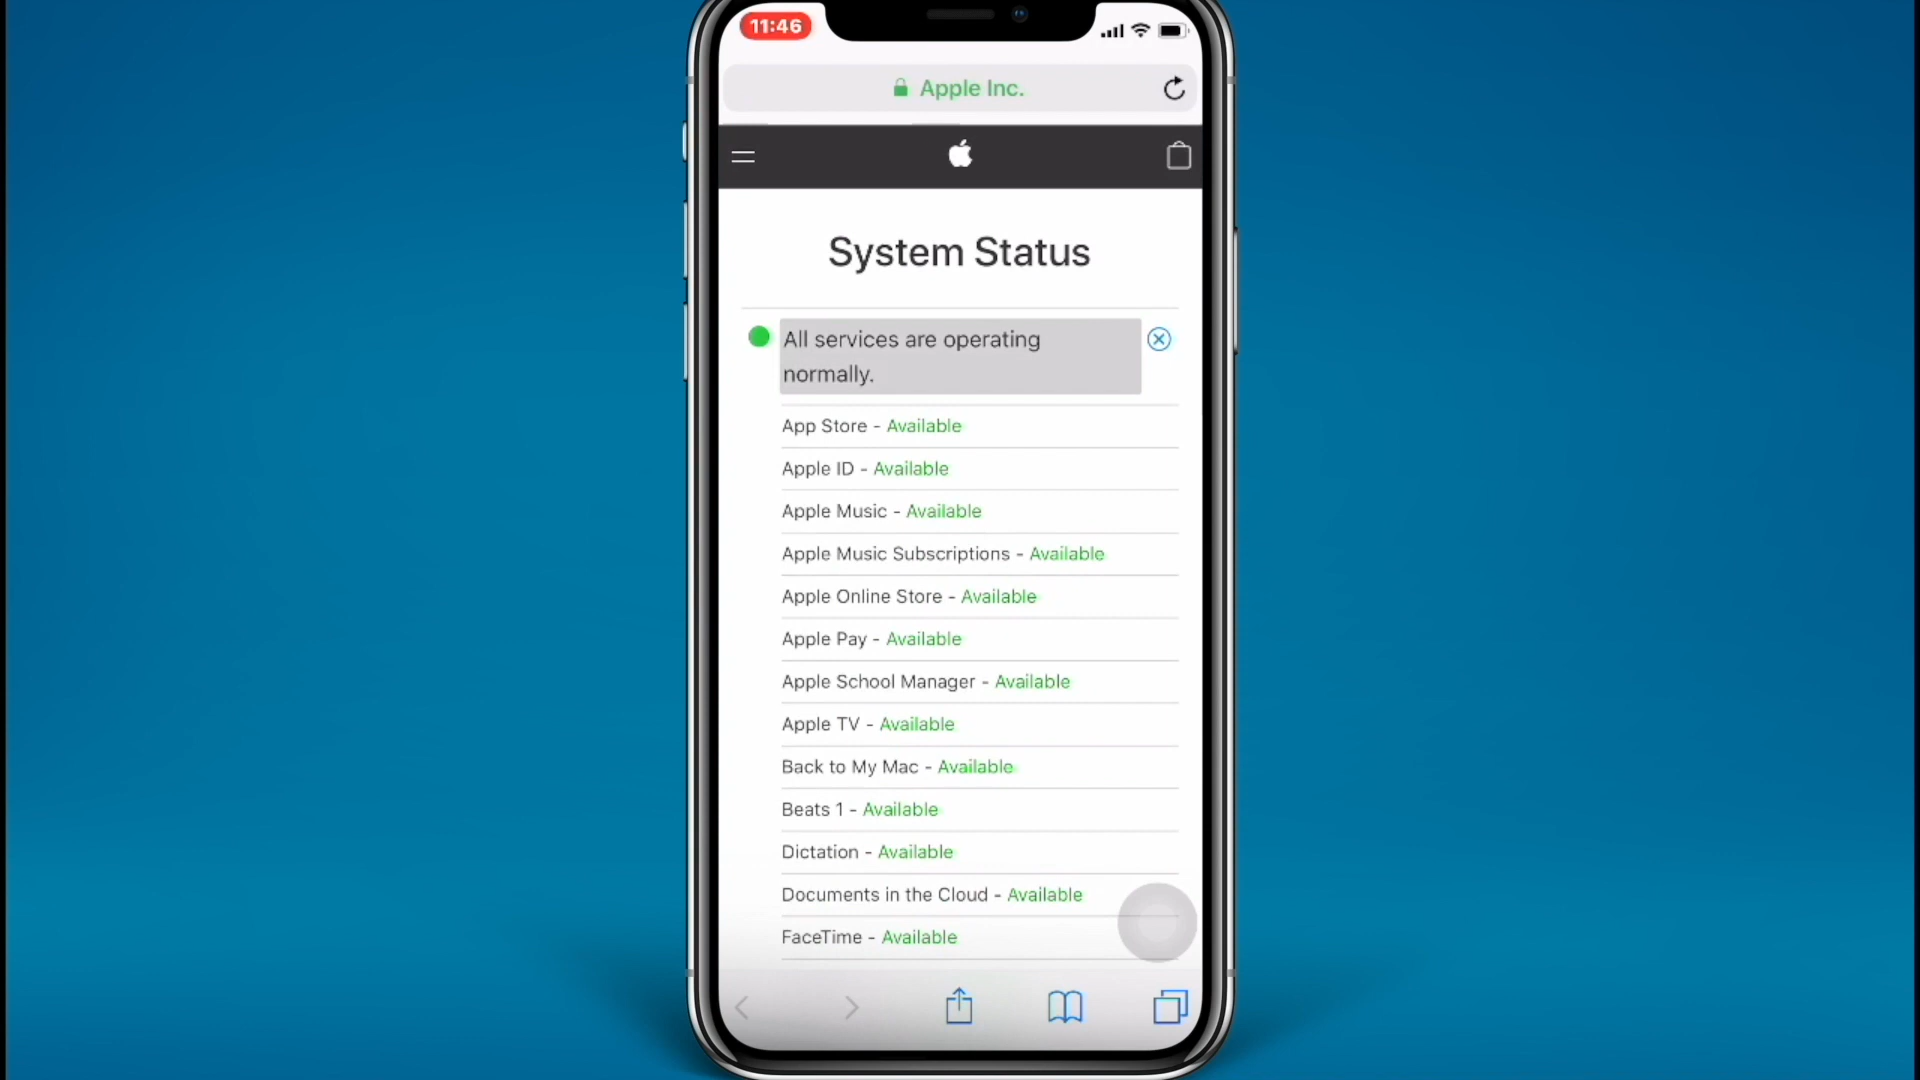 11:46
Apple Inc.
System Status
All services are operating
normally.
App Store - Available
Apple ID - Available
Apple Music - Available
Apple Music Subscriptions - Available
Apple Online Store - Available
Apple Pay - Available
Apple School Manager - Available
Apple TV - Available
Back to My Mac - Available
Beats 1 - Available
Dictation - Available
Documents in the Cloud - Available
FaceTime - Available